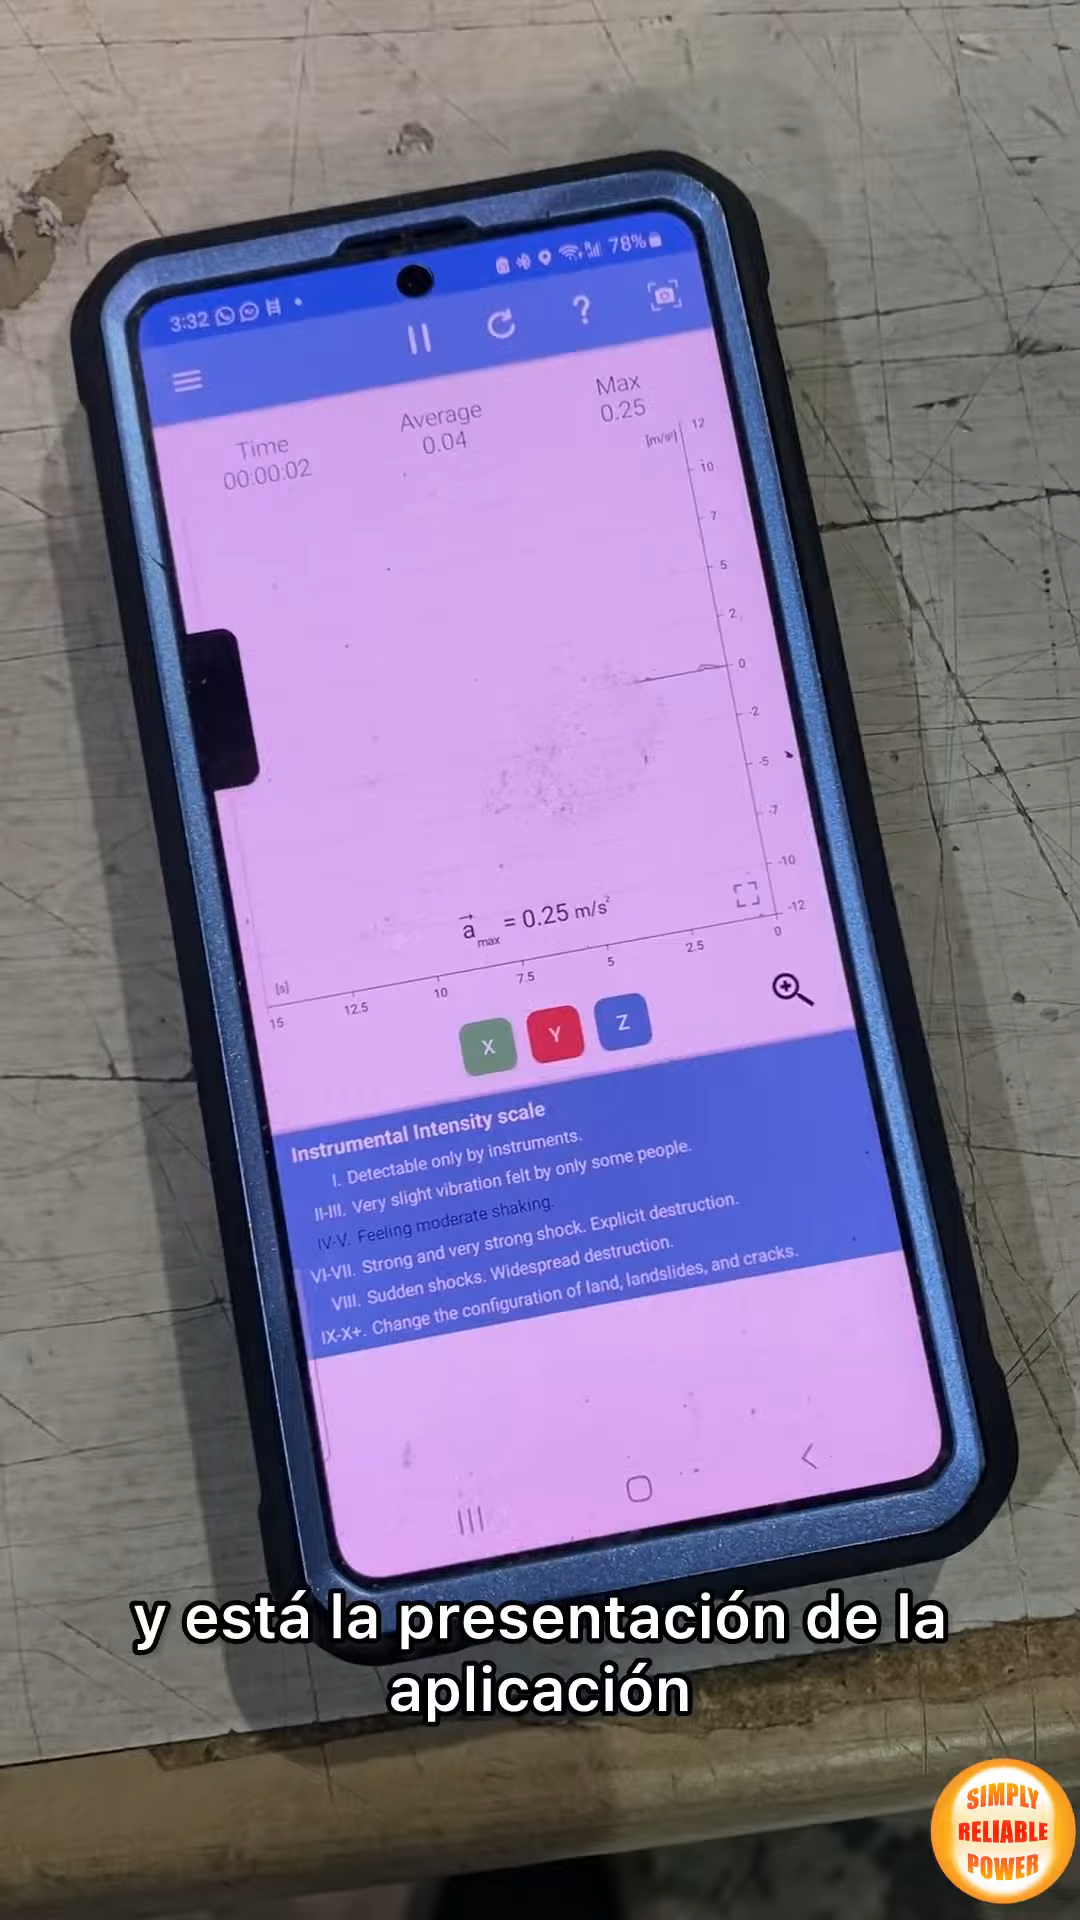 3:32
78%
Time
00:00:02
Average
0.04
Max
0.25
[m/s²]
12
10
7
5
2
0
-2
-5
-7
-10
-12
a max = 0.25 m/s²
[s]
15
12.5
10
7.5
5
2.5
0
X
Y
Z
Instrumental Intensity scale
I. Detectable only by instruments.
II-III. Very slight vibration felt by only some people.
IV-V. Feeling moderate shaking.
VI-VII. Strong and very strong shock. Explicit destruction.
VIII. Sudden shocks. Widespread destruction.
IX-X+. Change the configuration of land, landslides, and cracks.
y está la presentación de la
aplicación
SIMPLY
RELIABLE
POWER